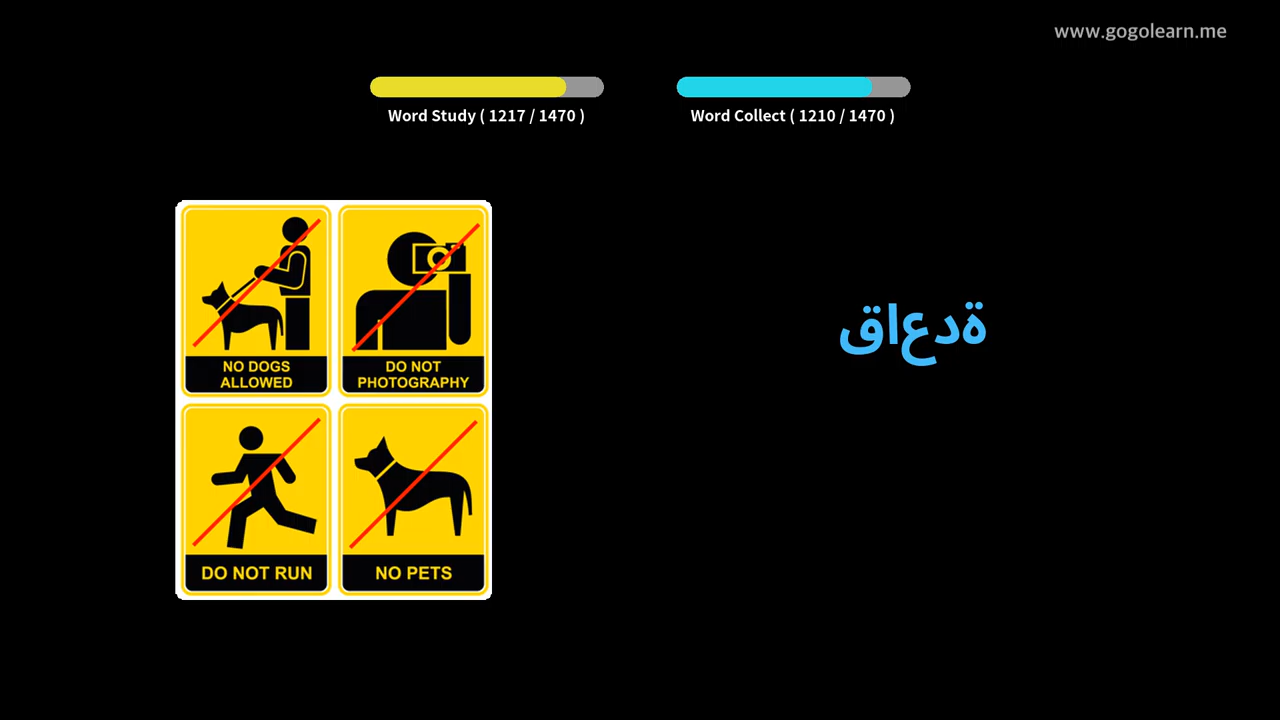 www.gogolearn.me
Word Study ( 1217 / 1470 )
Word Collect ( 1210 / 1470 )
NO DOGS
ALLOWED
DO NOT
PHOTOGRAPHY
DO NOT RUN
NO PETS
ةدعاق